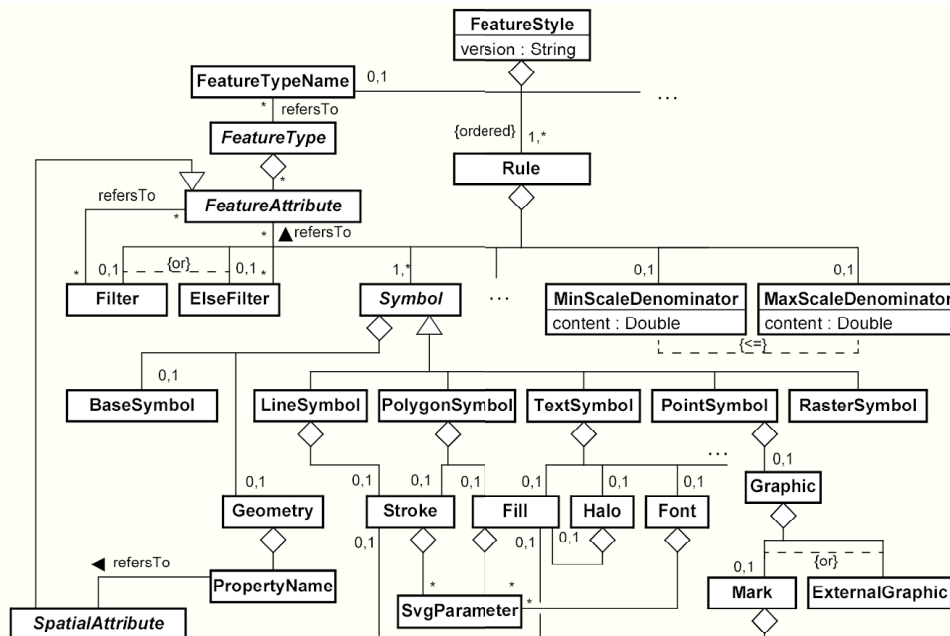 FeatureStyle
version : String
FeatureTypeName
0,1
...
*
refersTo
FeatureType
{ordered}
1,*
*
Rule
refersTo
*
FeatureAttribute
*
refersTo
*
0,1
{or}
0,1
*
1,*
0,1
0,1
Filter
ElseFilter
Symbol
...
MinScaleDenominator
content : Double
MaxScaleDenominator
content : Double
{<=}
0,1
BaseSymbol
LineSymbol
PolygonSymbol
TextSymbol
PointSymbol
RasterSymbol
...
0,1
0,1
0,1
0,1
0,1
0,1
0,1
0,1
Geometry
Stroke
Fill
Halo
Font
Graphic
0,1
0,1
0,1
refersTo
PropertyName
*
*
*
0,1
{or}
SvgParameter
Mark
ExternalGraphic
SpatialAttribute